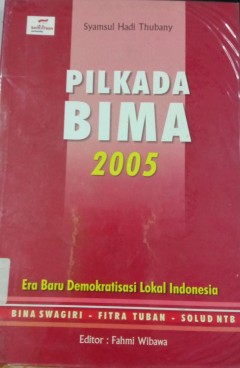 Syamsul Hadi Thubany
PILKADA
BIMA
2005
Era Baru Demokratisasi Lokal Indonesia
BINA SWAGIRI - FITRA TUBAN - SOLUD NTB
Editor : Fahmi Wibawa